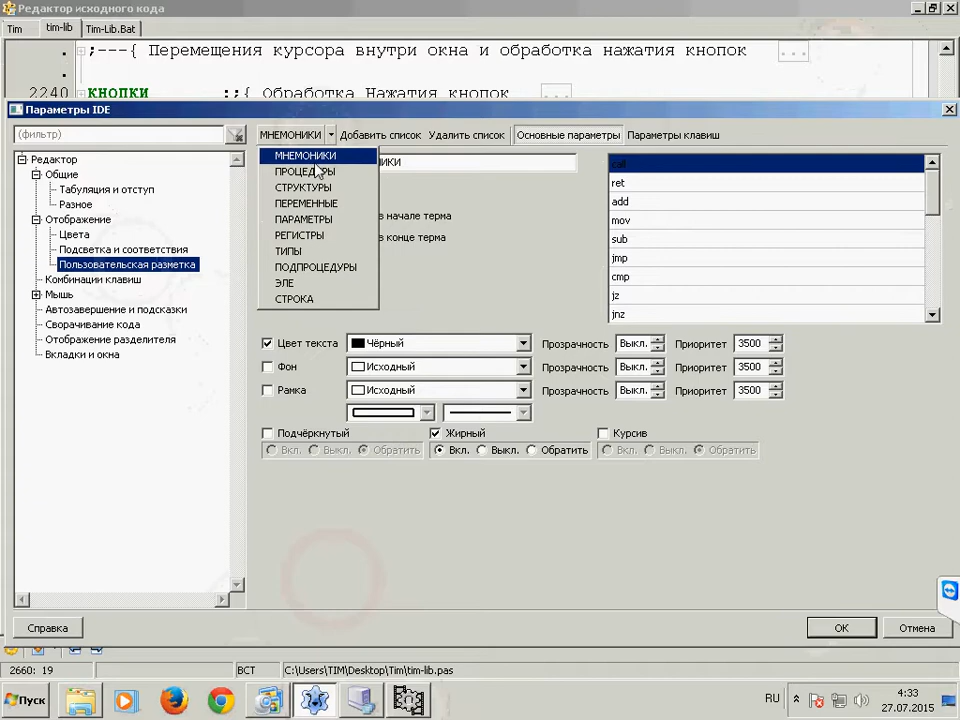 Редактор исходного кода
Tim tim-lib Tim-Lib.Bat
;---{ Перемещения курсора внутри окна и обработка нажатия кнопок ...
2240 КНОПКИ ;;{ Обработка Нажатия кнопок ...
Параметры IDE
(фильтр)
МНЕМОНИКИ Добавить список Удалить список Основные параметры Параметры клавиш
Редактор
Общие
Табуляция и отступ
Разное
Отображение
Цвета
Подсветка и соответствия
Пользовательская разметка
Комбинации клавиш
Мышь
Автозавершение и подсказки
Сворачивание кода
Отображение разделителя
Вкладки и окна
МНЕМОНИКИ
ПРОЦЕДУРЫ
СТРУКТУРЫ
ПЕРЕМЕННЫЕ
ПАРАМЕТРЫ
РЕГИСТРЫ
ТИПЫ
ПОДПРОЦЕДУРЫ
ЭЛЕ
СТРОКА
ИКИ
в начале терма
в конце терма
call
ret
add
mov
sub
jmp
cmp
jz
jnz
Цвет текста Чёрный Прозрачность Выкл. Приоритет 3500
Фон Исходный Прозрачность Выкл. Приоритет 3500
Рамка Исходный Прозрачность Выкл. Приоритет 3500
Подчёркнутый Жирный Курсив
Вкл. Выкл. Обратить Вкл. Выкл. Обратить Вкл. Выкл. Обратить
Справка OK Отмена
2660: 19 ВСТ C:\Users\TIM\Desktop\Tim\tim-lib.pas
Пуск RU 4:33
27.07.2015